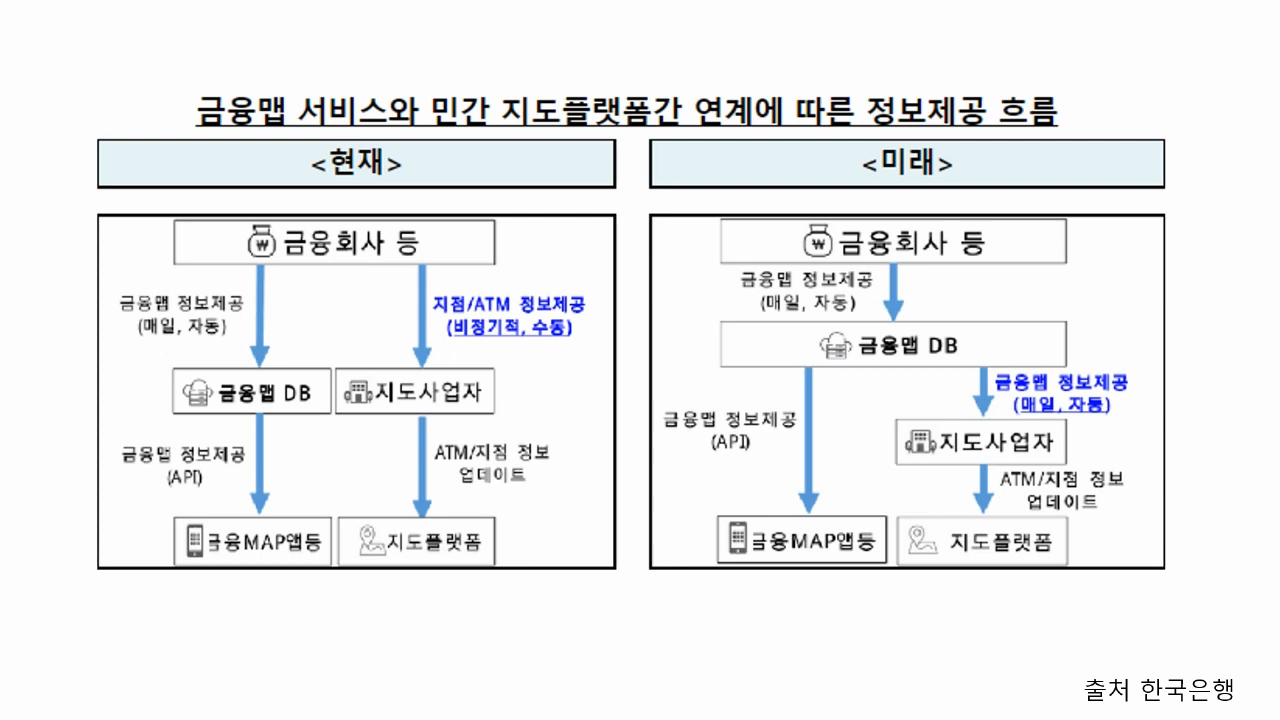 금융맵 서비스와 민간 지도플랫폼간 연계에 따른 정보제공 흐름
<현재>
금융회사 등
금융맵 정보제공
(매일, 자동)
지점/ATM 정보제공
(비정기적, 수동)
금융맵 DB
지도사업자
금융맵 정보제공
(API)
ATM/지점 정보
업데이트
금융MAP앱등
지도플랫폼
<미래>
금융회사 등
금융맵 정보제공
(매일, 자동)
금융맵 DB
금융맵 정보제공
(매일, 자동)
금융맵 정보제공
(API)
지도사업자
ATM/지점 정보
업데이트
금융MAP앱등
지도플랫폼
출처 한국은행